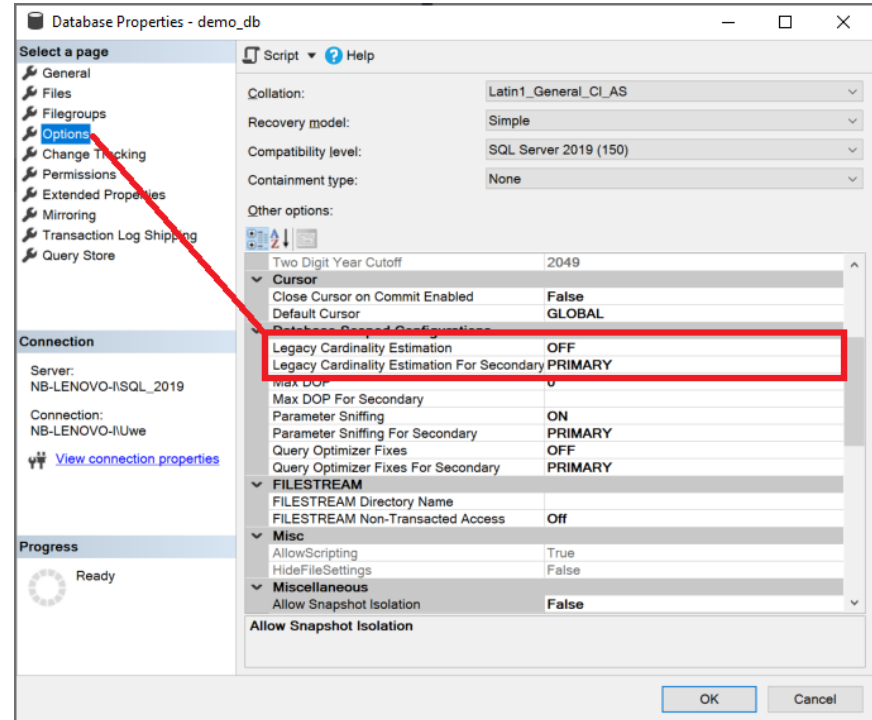 Database Properties - demo_db
Select a page
General
Files
Filegroups
Options
Change Tracking
Permissions
Extended Properties
Mirroring
Transaction Log Shipping
Query Store
Connection
Server:
NB-LENOVO-I\SQL_2019
Connection:
NB-LENOVO-I\Uwe
View connection properties
Progress
Ready
Script Help
Collation: Latin1_General_CI_AS
Recovery model: Simple
Compatibility level: SQL Server 2019 (150)
Containment type: None
Other options:
Two Digit Year Cutoff 2049
Cursor
Close Cursor on Commit Enabled False
Default Cursor GLOBAL
Database Scoped Configurations
Legacy Cardinality Estimation OFF
Legacy Cardinality Estimation For Secondary PRIMARY
Max DOP 0
Max DOP For Secondary
Parameter Sniffing ON
Parameter Sniffing For Secondary PRIMARY
Query Optimizer Fixes OFF
Query Optimizer Fixes For Secondary PRIMARY
FILESTREAM
FILESTREAM Directory Name
FILESTREAM Non-Transacted Access Off
Misc
AllowScripting True
HideFileSettings False
Miscellaneous
Allow Snapshot Isolation False
Allow Snapshot Isolation
OK Cancel